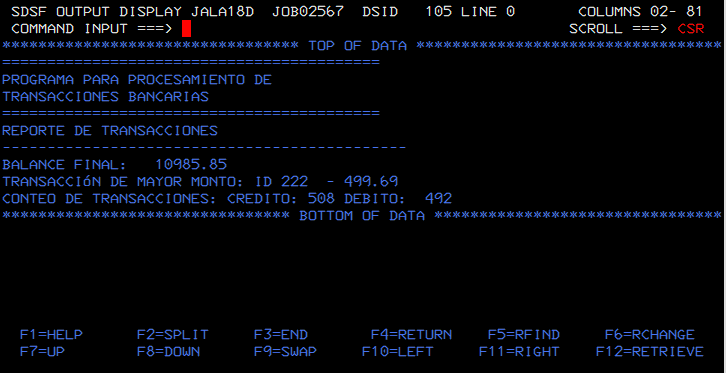 SDSF OUTPUT DISPLAY JALA18D  JOB02567  DSID   105 LINE 0       COLUMNS 02- 81
COMMAND INPUT ===>                                            SCROLL ===> CSR
********************************* TOP OF DATA **********************************
==========================================
PROGRAMA PARA PROCESAMIENTO DE
TRANSACCIONES BANCARIAS
==========================================
REPORTE DE TRANSACCIONES
---------------------------------------------
BALANCE FINAL:   10985.85
TRANSACCIóN DE MAYOR MONTO: ID 222  - 499.69
CONTEO DE TRANSACCIONES: CREDITO: 508 DEBITO:  492
******************************** BOTTOM OF DATA ********************************
F1=HELP      F2=SPLIT     F3=END       F4=RETURN    F5=RFIND     F6=RCHANGE
F7=UP        F8=DOWN      F9=SWAP     F10=LEFT     F11=RIGHT    F12=RETRIEVE